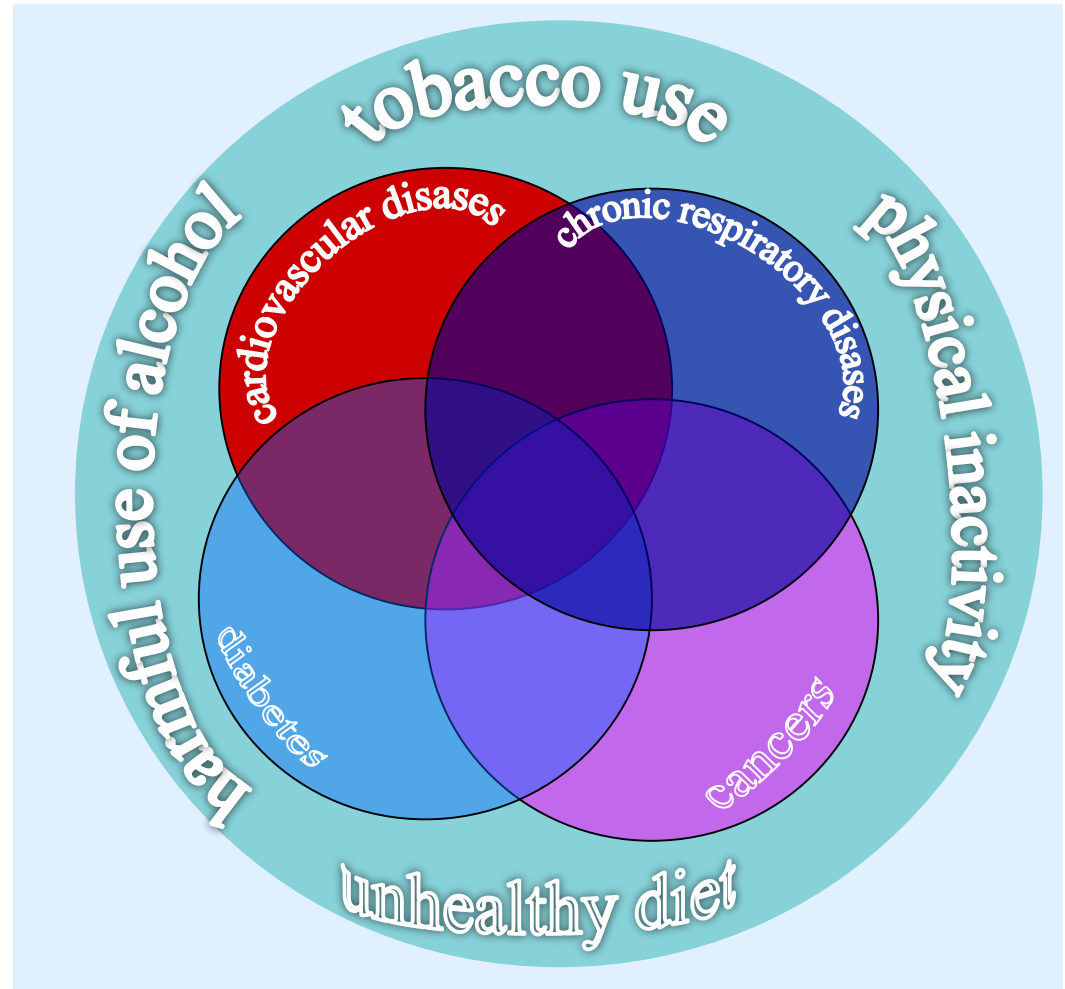 tobacco use
harmful use of alcohol
physical inactivity
cardiovascular disases
chronic respiratory disases
diabetes
cancers
unhealthy diet